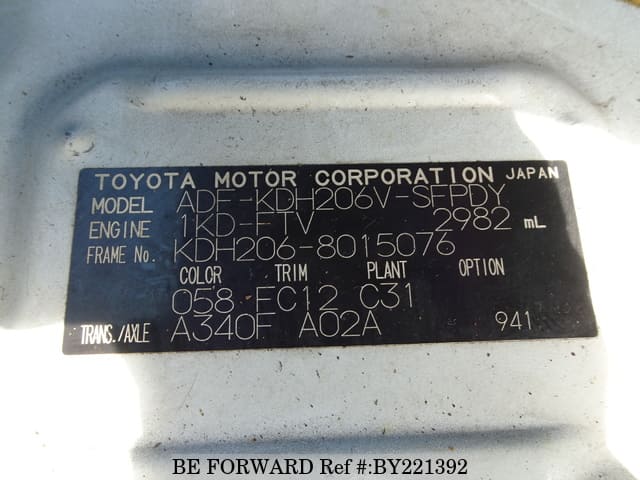 TOYOTA MOTOR CORPORATION JAPAN
MODEL ADF-KDH206V-SFPDY
ENGINE 1KD-FTV 2982 mL
FRAME No. KDH206-8015076
COLOR TRIM PLANT OPTION
058 FC12 C31
TRANS./AXLE A340F A02A 941
BE FORWARD Ref #:BY221392